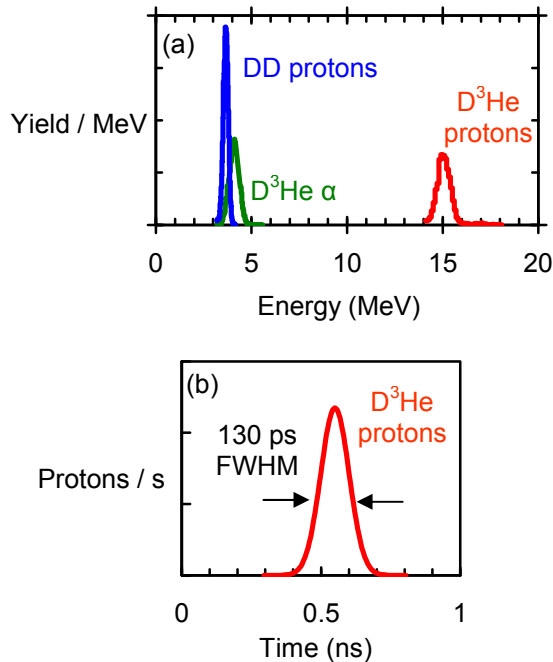 (a)
DD protons
D³He
protons
Yield / MeV
D³He α
0 5 10 15 20
Energy (MeV)
(b)
D³He
protons
130 ps
FWHM
Protons / s
0 0.5 1
Time (ns)